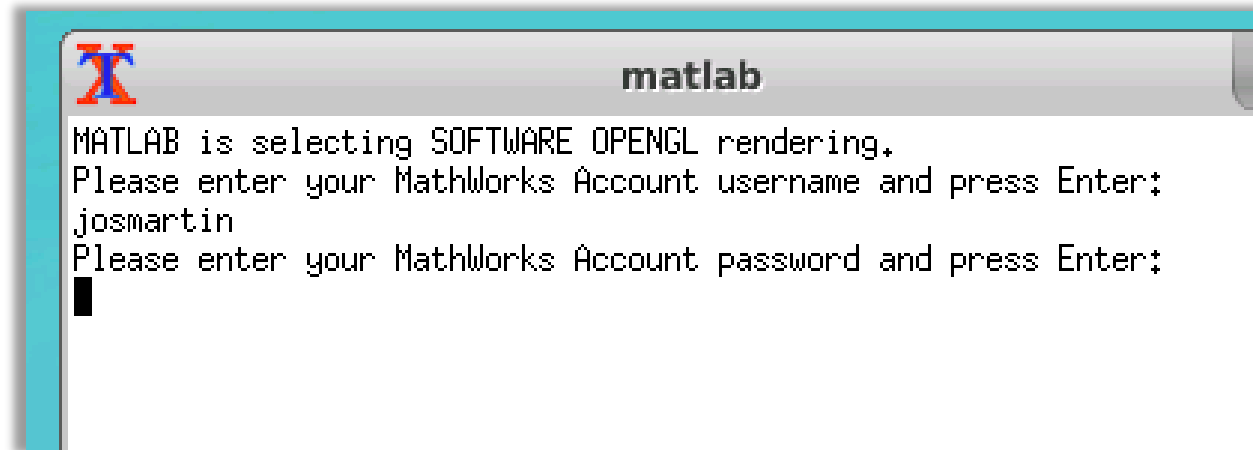 matlab
MATLAB is selecting SOFTWARE OPENGL rendering.
Please enter your MathWorks Account username and press Enter:
josmartin
Please enter your MathWorks Account password and press Enter: